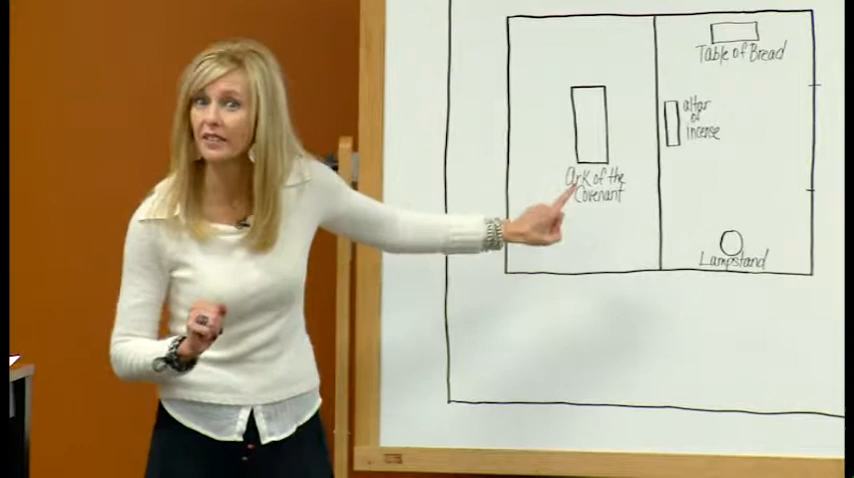 Table of Bread
altar
of
incense
Ark of the
Covenant
Lampstand